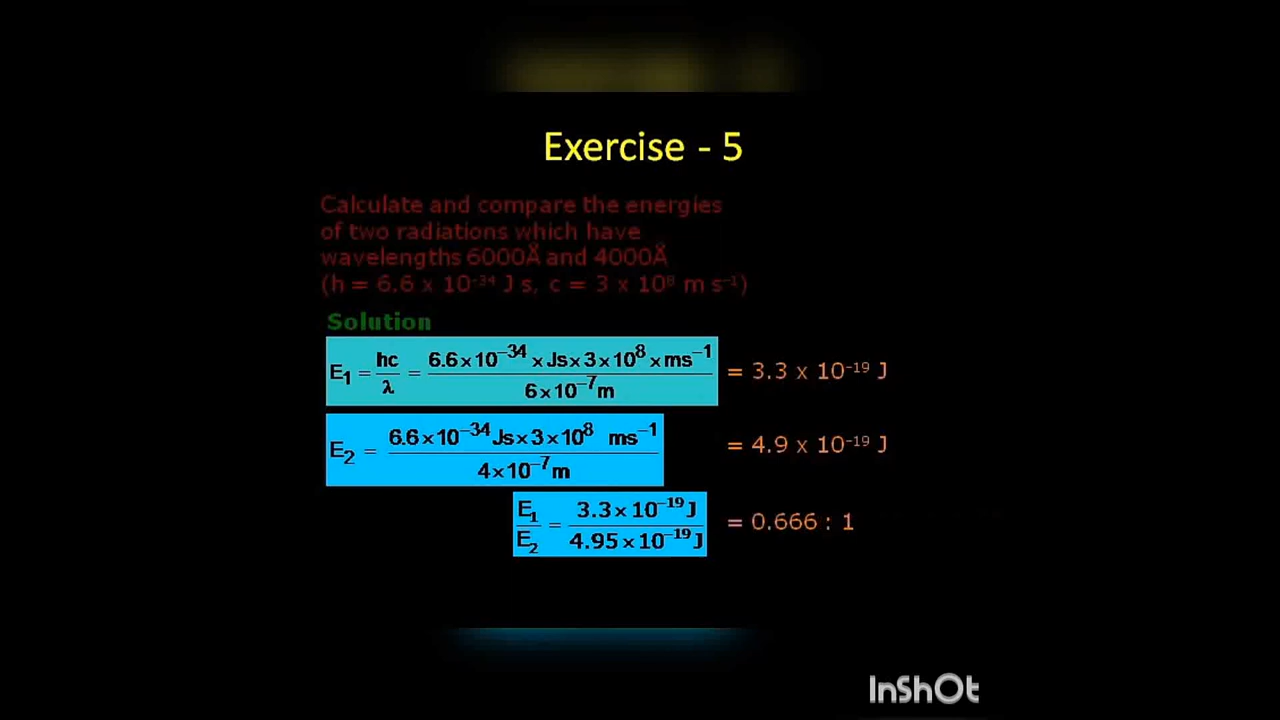 Exercise - 5
Calculate and compare the energies
of two radiations which have
wavelengths 6000Å and 4000Å
(h = 6.6 x 10⁻³⁴ J s, c = 3 x 10⁸ m s⁻¹)
Solution
E₁ = hc/λ = 6.6×10⁻³⁴×Js×3×10⁸×ms⁻¹/6×10⁻⁷m = 3.3 x 10⁻¹⁹ J
E₂ = 6.6×10⁻³⁴Js×3×10⁸ ms⁻¹/4×10⁻⁷m = 4.9 x 10⁻¹⁹ J
E₁/E₂ = 3.3×10⁻¹⁹J/4.95×10⁻¹⁹J = 0.666 : 1
InShOt